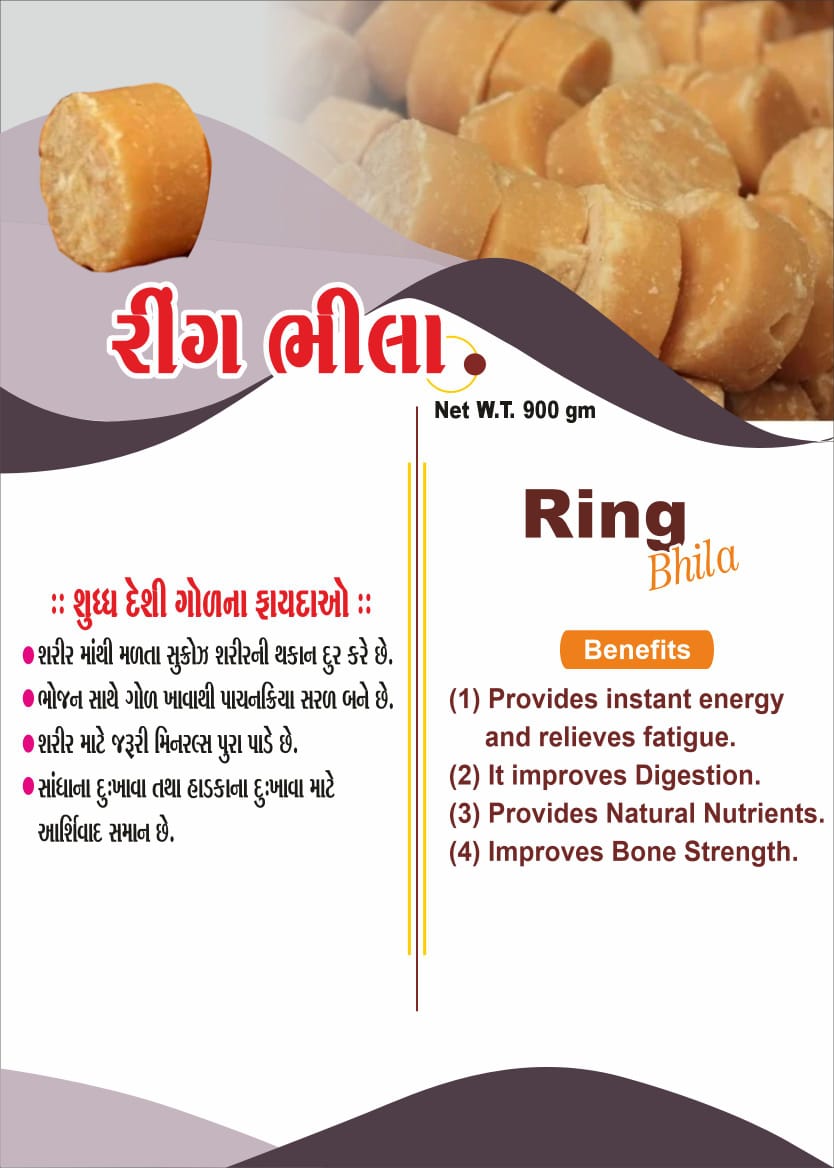 રીંગ ભીલા
Net W.T. 900 gm
:: શુધ્ધ દેશી ગોળના ફાયદાઓ ::
શરીર માંથી મળતા સુક્રોઝ શરીરની થકાન દુર કરે છે.
ભોજન સાથે ગોળ ખાવાથી પાચનક્રિયા સરળ બને છે.
શરીર માટે જરૂરી મિનરલ્સ પુરા પાડે છે.
સાંધાના દુઃખાવા તથા હાડકાના દુઃખાવા માટે
આર્શિવાદ સમાન છે.
Ring
Bhila
Benefits
(1) Provides instant energy
and relieves fatigue.
(2) It improves Digestion.
(3) Provides Natural Nutrients.
(4) Improves Bone Strength.